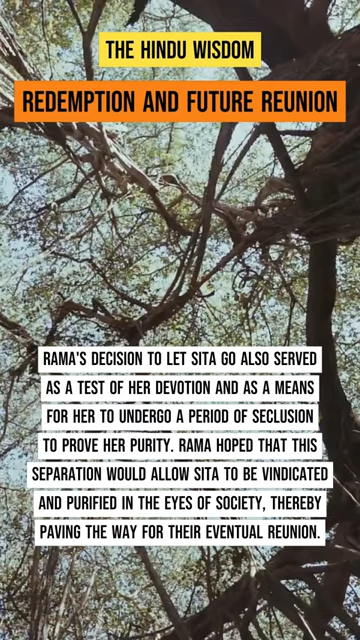 THE HINDU WISDOM
REDEMPTION AND FUTURE REUNION
RAMA'S DECISION TO LET SITA GO ALSO SERVED
AS A TEST OF HER DEVOTION AND AS A MEANS
FOR HER TO UNDERGO A PERIOD OF SECLUSION
TO PROVE HER PURITY. RAMA HOPED THAT THIS
SEPARATION WOULD ALLOW SITA TO BE VINDICATED
AND PURIFIED IN THE EYES OF SOCIETY, THEREBY
PAVING THE WAY FOR THEIR EVENTUAL REUNION.